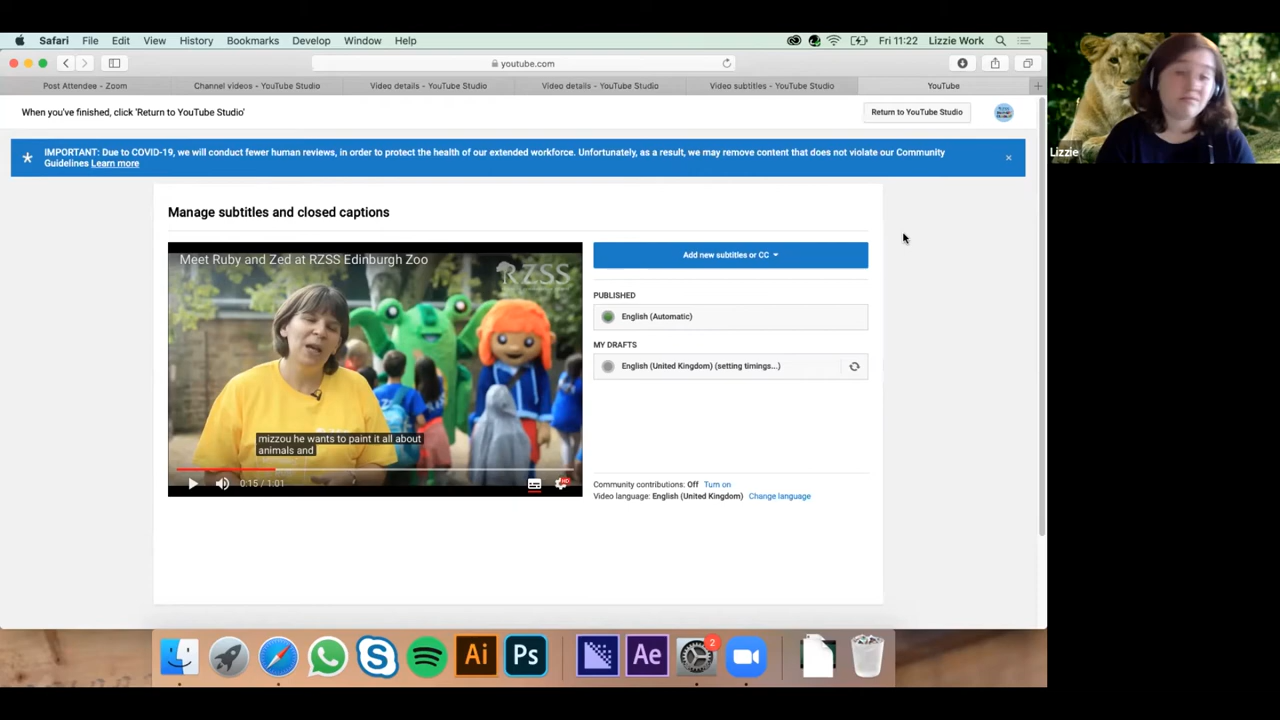 Safari File Edit View History Bookmarks Develop Window Help Fri 11:22 Lizzie Work
youtube.com
Post Attendee - Zoom Channel videos - YouTube Studio Video details - YouTube Studio Video details - YouTube Studio Video subtitles - YouTube Studio YouTube
When you've finished, click 'Return to YouTube Studio' Return to YouTube Studio
IMPORTANT: Due to COVID-19, we will conduct fewer human reviews, in order to protect the health of our extended workforce. Unfortunately, as a result, we may remove content that does not violate our Community
Guidelines Learn more
Lizzie
Manage subtitles and closed captions
Meet Ruby and Zed at RZSS Edinburgh Zoo
RZSS
mizzou he wants to paint it all about
animals and
0:15 / 1:01
HD
Add new subtitles or CC
PUBLISHED
English (Automatic)
MY DRAFTS
English (United Kingdom) (setting timings...)
Community contributions: Off Turn on
Video language: English (United Kingdom) Change language
Ai Ps Ae 2